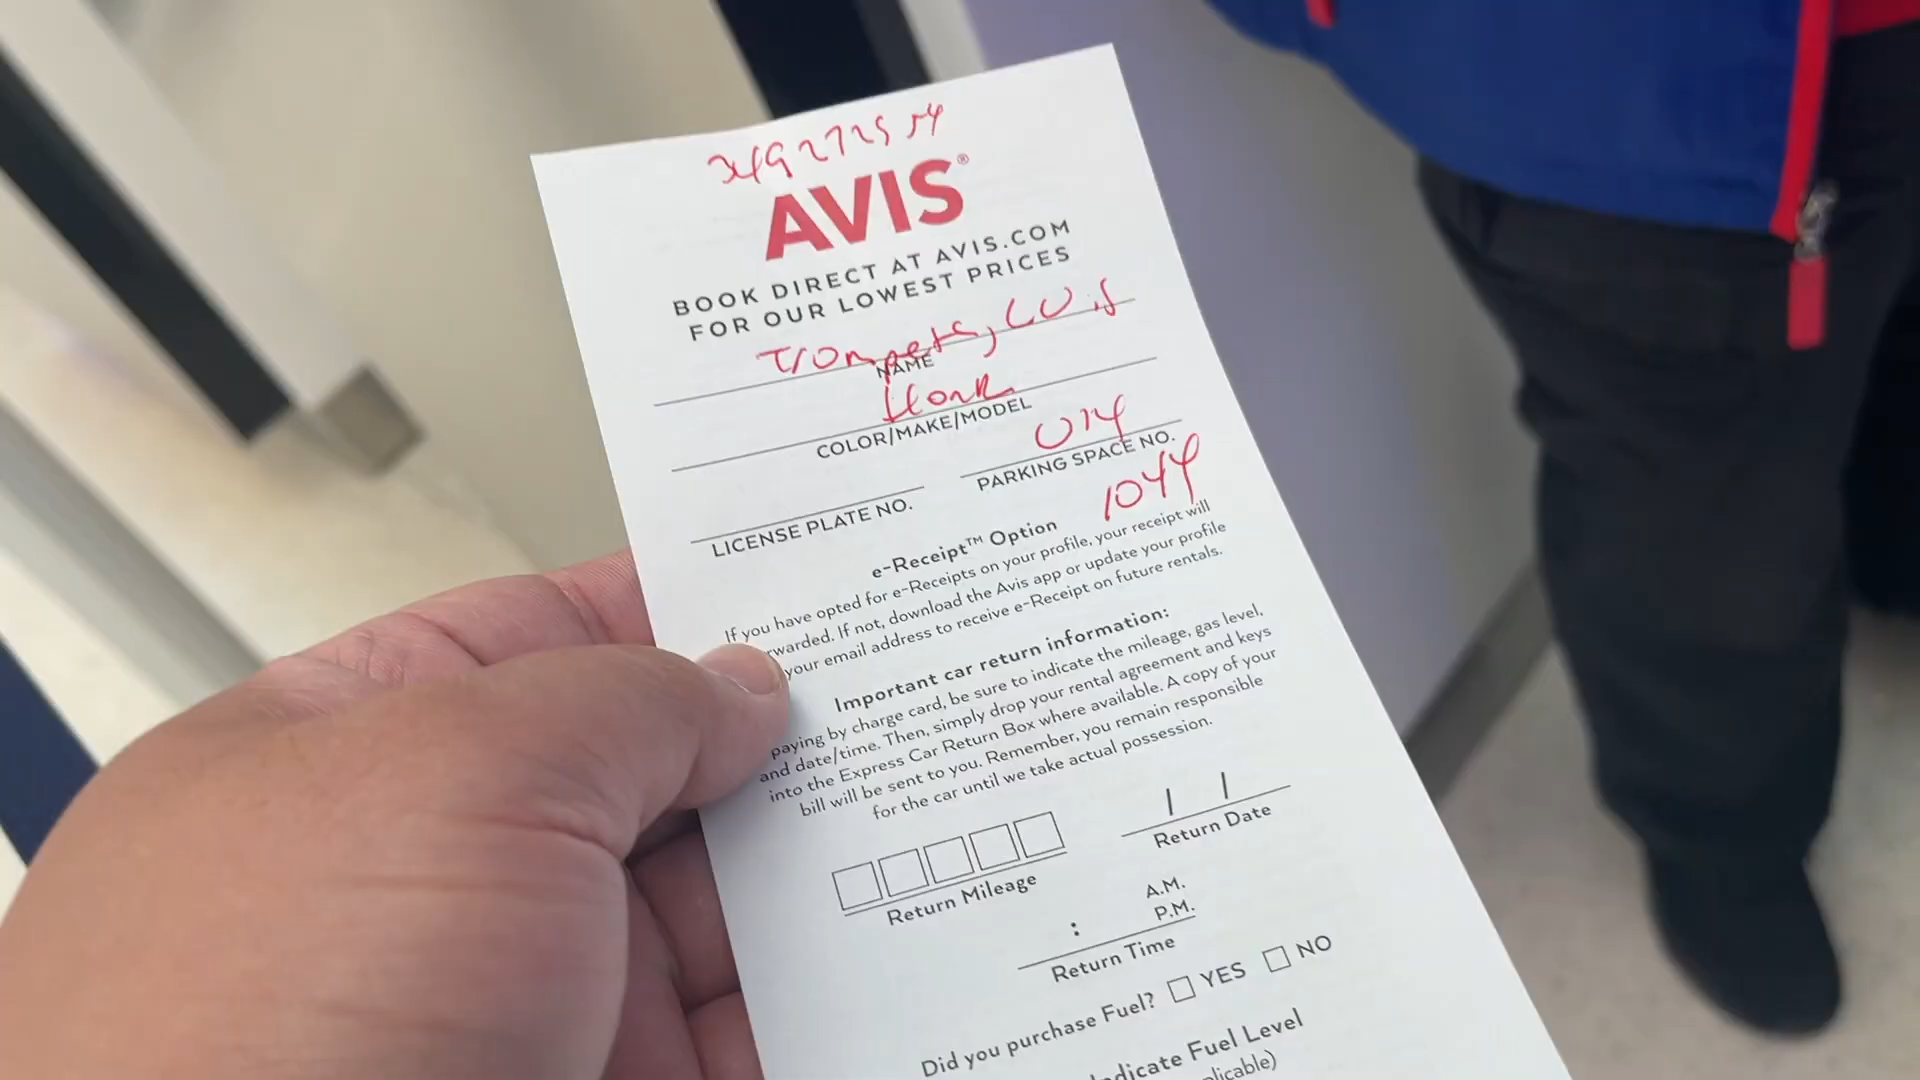 AVIS®
BOOK DIRECT AT AVIS.COM
FOR OUR LOWEST PRICES
Trompeta, Luis
NAME
COLOR/MAKE/MODEL
U14
PARKING SPACE NO.
LICENSE PLATE NO.
1044
e-Receipt™ Option
If you have opted for e-Receipts on your profile, your receipt will
rwarded. If not, download the Avis app or update your profile
your email address to receive e-Receipt on future rentals.
Important car return information:
paying by charge card, be sure to indicate the mileage, gas level,
and date/time. Then, simply drop your rental agreement and keys
into the Express Car Return Box where available. A copy of your
bill will be sent to you. Remember, you remain responsible
for the car until we take actual possession.
Return Mileage
/ /
Return Date
: A.M.
P.M.
Return Time
Did you purchase Fuel? YES NO
ndicate Fuel Level
plicable)